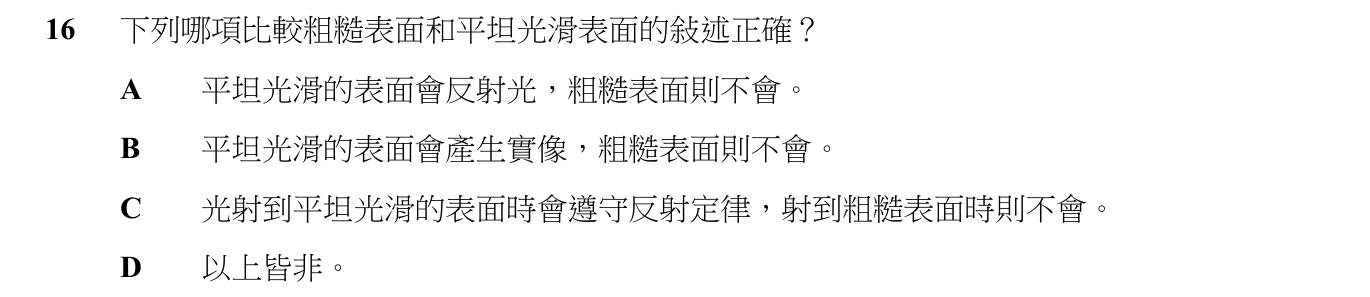 16 下列哪項比較粗糙表面和平坦光滑表面的敍述正確？
A 平坦光滑的表面會反射光，粗糙表面則不會。
B 平坦光滑的表面會產生實像，粗糙表面則不會。
C 光射到平坦光滑的表面時會遵守反射定律，射到粗糙表面時則不會。
D 以上皆非。